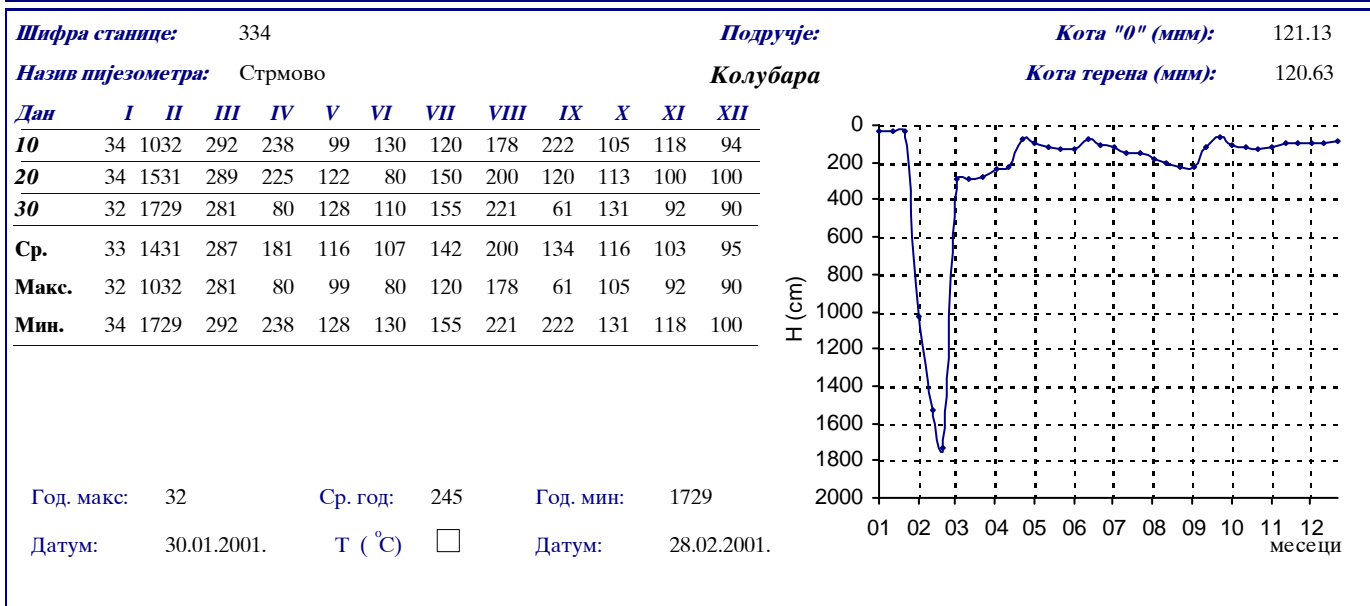 Шифра станице: 334 Подручје: Кота "0" (мнм): 121.13
Назив пијезометра: Стрмово Колубара Кота терена (мнм): 120.63
Дан I II III IV V VI VII VIII IX X XI XII
10 34 1032 292 238 99 130 120 178 222 105 118 94
20 34 1531 289 225 122 80 150 200 120 113 100 100
30 32 1729 281 80 128 110 155 221 61 131 92 90
Ср. 33 1431 287 181 116 107 142 200 134 116 103 95
Макс. 32 1032 281 80 99 80 120 178 61 105 92 90
Мин. 34 1729 292 238 128 130 155 221 222 131 118 100
Год. макс: 32 Ср. год: 245 Год. мин: 1729
Датум: 30.01.2001. T ( °C) Датум: 28.02.2001.
H (cm)
0
200
400
600
800
1000
1200
1400
1600
1800
2000
01 02 03 04 05 06 07 08 09 10 11 12
месеци